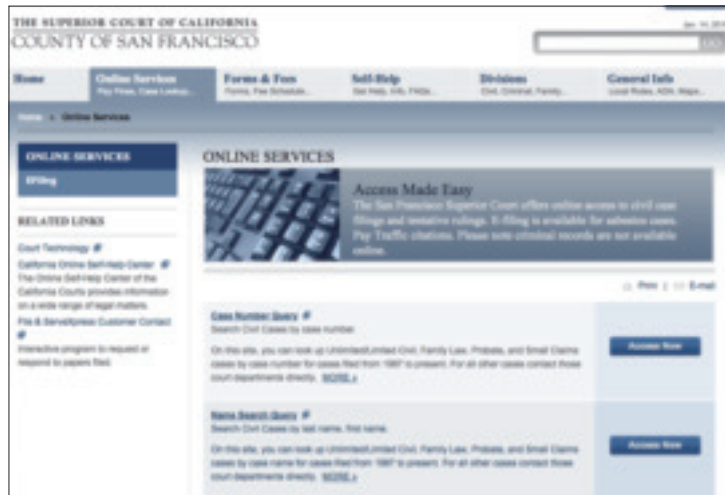 THE SUPERIOR COURT OF CALIFORNIA
COUNTY OF SAN FRANCISCO
Home
Online Services
Pay Fines, Case Lookup...
Forms & Fees
Forms, Fee Schedule...
Self-Help
Get Help, Info, FAQs...
Divisions
Civil, Criminal, Family...
General Info
Local Rules, ADA, Maps...
Home > Online Services
ONLINE SERVICES
Efiling
RELATED LINKS
Court Technology
California Online Self-Help Center
The Online Self-Help Center of the
California Courts provides information
on a wide range of legal matters.
File & ServeXpress Customer Contact
Interactive program to request or
respond to papers filed.
ONLINE SERVICES
Access Made Easy
The San Francisco Superior Court offers online access to civil case
filings and tentative rulings. E-filing is available for asbestos cases.
Pay Traffic citations. Please note criminal records are not available
online.
Print | E-mail
Case Number Query
Search Civil Cases by case number.
On this site, you can look up Unlimited/Limited Civil, Family Law, Probate, and Small Claims
cases by case number for cases filed from 1987 to present. For all other cases contact those
court departments directly. MORE »
Access Now
Name Search Query
Search Civil Cases by last name, first name.
On this site, you can look up Unlimited/Limited Civil, Family Law, Probate, and Small Claims
cases by case name for cases filed from 1987 to present. For all other cases contact those
court departments directly. MORE »
Access Now